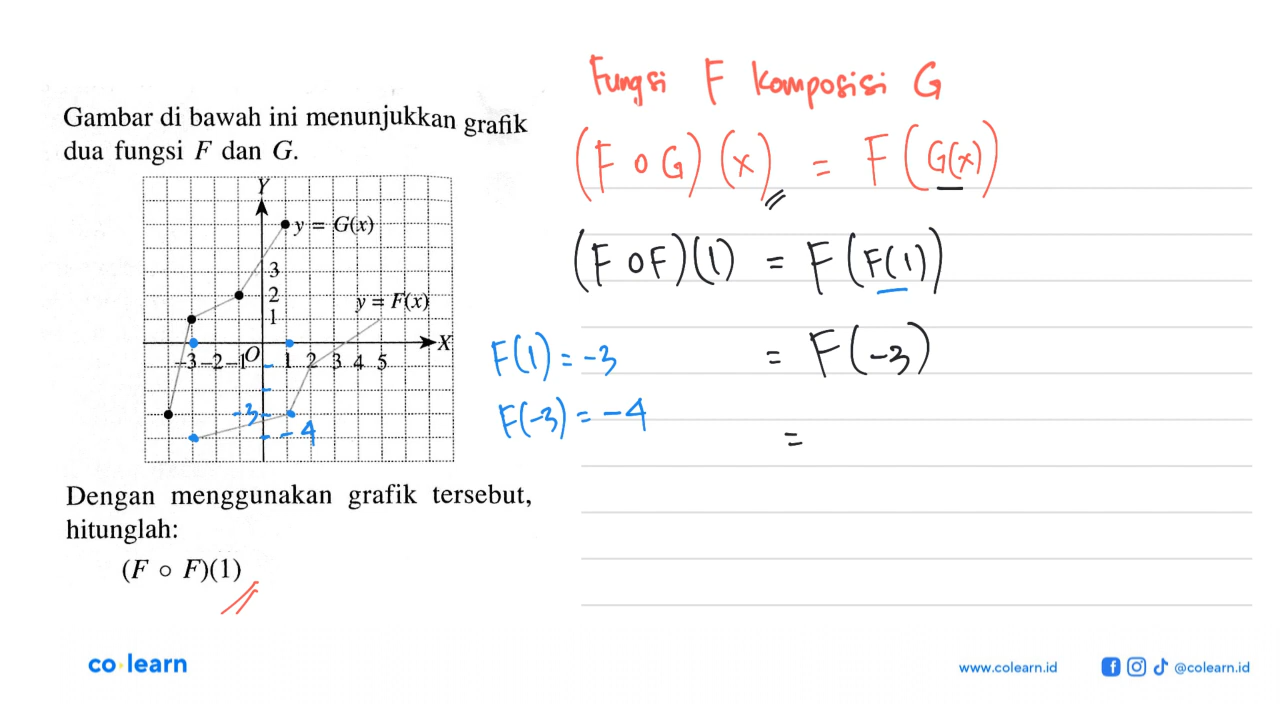 Gambar di bawah ini menunjukkan grafik
dua fungsi F dan G.
Y
y = G(x)
3
2
1
y = F(x)
X
-3 -2 -1 O 1 2 3 4 5
-3
-4
Dengan menggunakan grafik tersebut,
hitunglah:
(F ∘ F)(1)
Fungsi F komposisi G
(F o G) (x) = F(G(x))
(F o F)(1) = F(F(1))
F(1) = -3
= F(-3)
F(-3) = -4
=
co·learn
www.colearn.id
@colearn.id